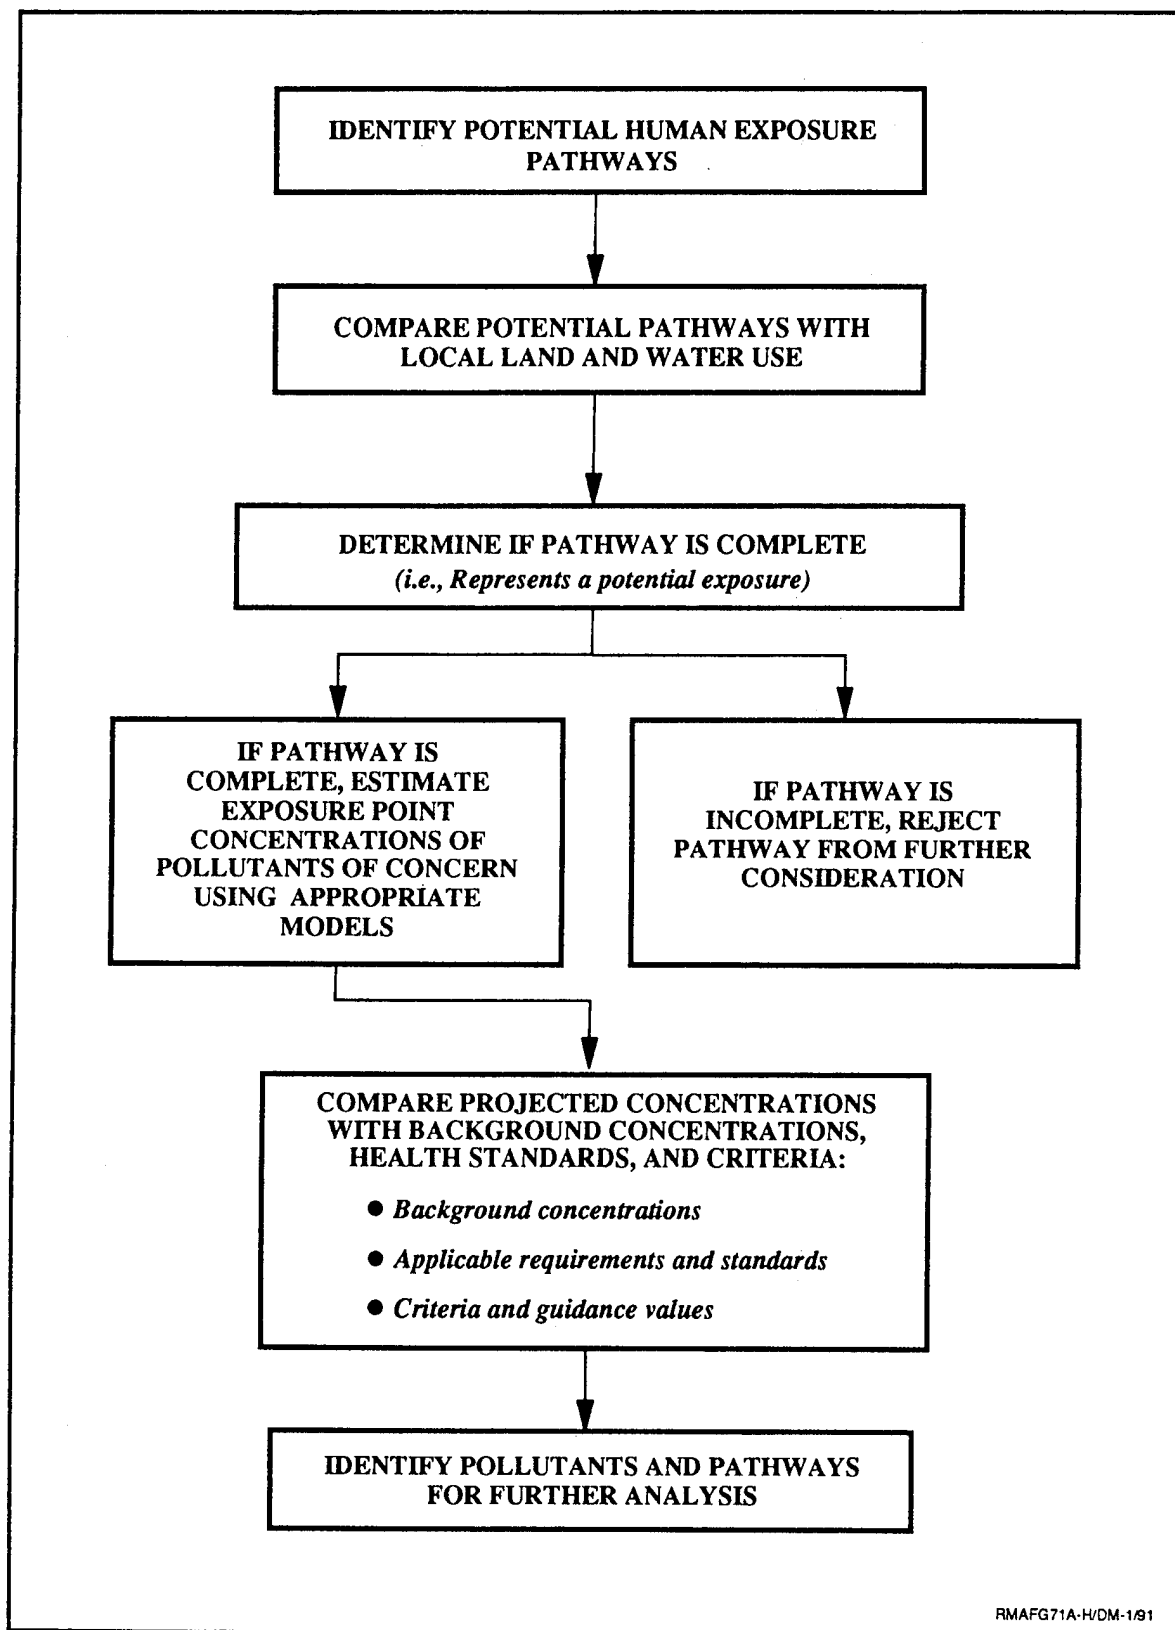 IDENTIFY POTENTIAL HUMAN EXPOSURE
PATHWAYS
COMPARE POTENTIAL PATHWAYS WITH
LOCAL LAND AND WATER USE
DETERMINE IF PATHWAY IS COMPLETE
(i.e., Represents a potential exposure)
IF PATHWAY IS
COMPLETE, ESTIMATE
EXPOSURE POINT
CONCENTRATIONS OF
POLLUTANTS OF CONCERN
USING APPROPRIATE
MODELS
IF PATHWAY IS
INCOMPLETE, REJECT
PATHWAY FROM FURTHER
CONSIDERATION
COMPARE PROJECTED CONCENTRATIONS
WITH BACKGROUND CONCENTRATIONS,
HEALTH STANDARDS, AND CRITERIA:
● Background concentrations
● Applicable requirements and standards
● Criteria and guidance values
IDENTIFY POLLUTANTS AND PATHWAYS
FOR FURTHER ANALYSIS
RMAFG71A-H/DM-1/91